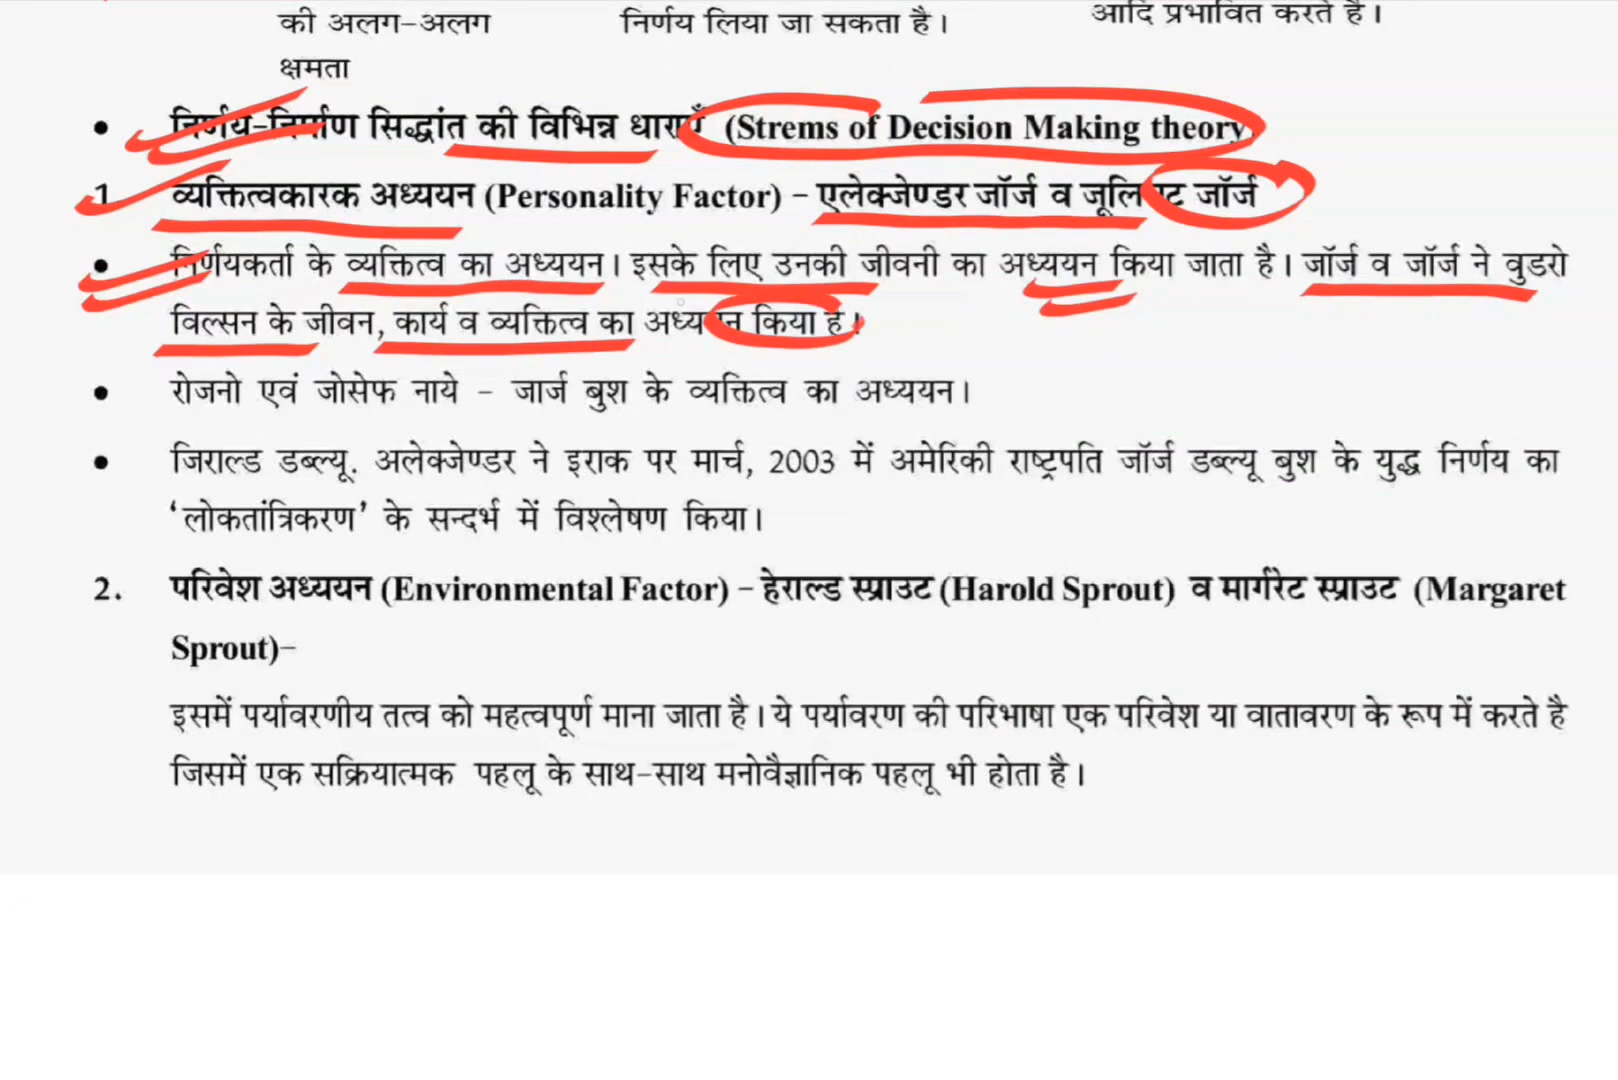 की अलग-अलग निर्णय लिया जा सकता है। आदि प्रभावित करते है।
क्षमता
• निर्णय-निर्माण सिद्धांत की विभिन्न धाराएँ (Strems of Decision Making theory)
1. व्यक्तित्वकारक अध्ययन (Personality Factor) – एलेक्जेण्डर जॉर्ज व जूलिएट जॉर्ज
• निर्णयकर्ता के व्यक्तित्व का अध्ययन। इसके लिए उनकी जीवनी का अध्ययन किया जाता है। जॉर्ज व जॉर्ज ने वुडरो
विल्सन के जीवन, कार्य व व्यक्तित्व का अध्ययन किया है।
• रोजनो एवं जोसेफ नाये – जार्ज बुश के व्यक्तित्व का अध्ययन।
• जिराल्ड डब्ल्यू. अलेक्जेण्डर ने इराक पर मार्च, 2003 में अमेरिकी राष्ट्रपति जॉर्ज डब्ल्यू बुश के युद्ध निर्णय का
‘लोकतांत्रिकरण’ के सन्दर्भ में विश्लेषण किया।
2. परिवेश अध्ययन (Environmental Factor) – हेराल्ड स्प्राउट (Harold Sprout) व मार्गरेट स्प्राउट (Margaret
Sprout)–
इसमें पर्यावरणीय तत्व को महत्वपूर्ण माना जाता है। ये पर्यावरण की परिभाषा एक परिवेश या वातावरण के रूप में करते है
जिसमें एक सक्रियात्मक पहलू के साथ-साथ मनोवैज्ञानिक पहलू भी होता है।